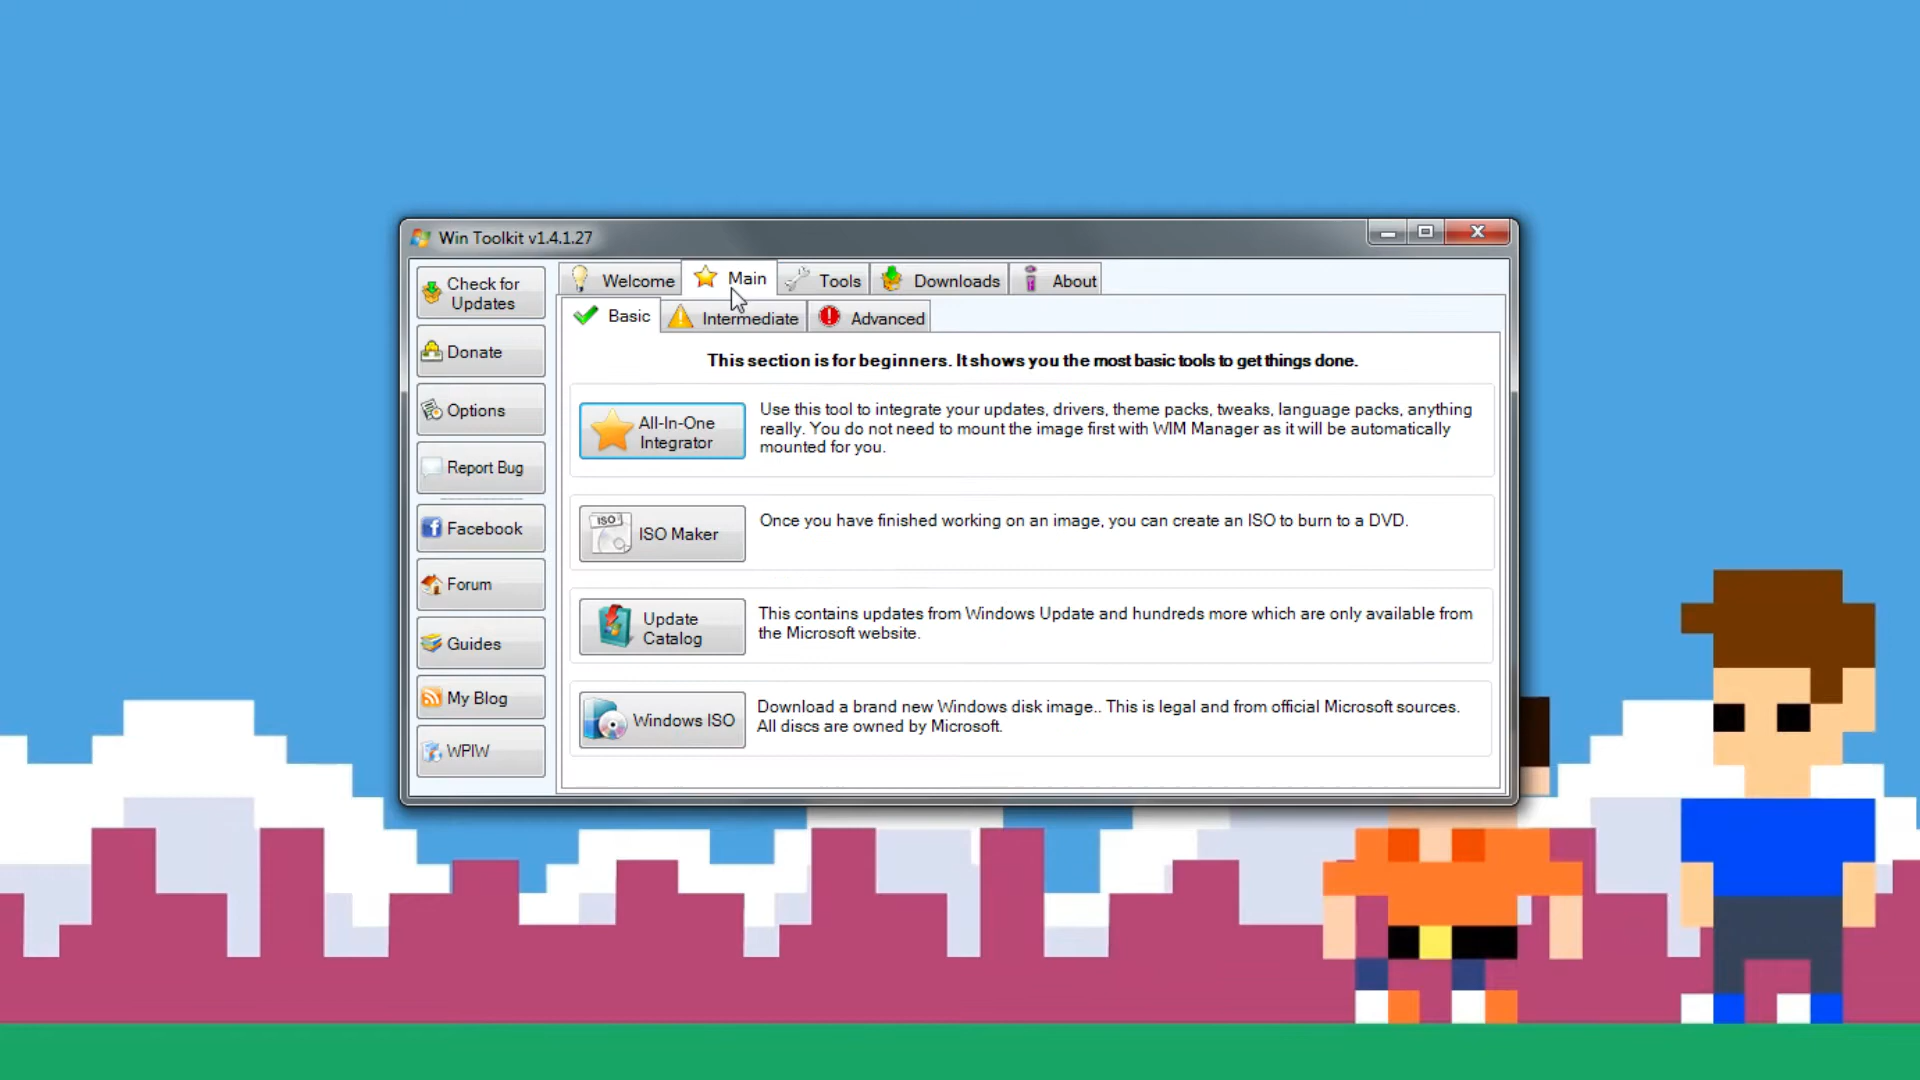 Win Toolkit v1.4.1.27
Check for
Updates
Donate
Options
Report Bug
Facebook
Forum
Guides
My Blog
WPIW
Welcome
Main
Tools
Downloads
About
Basic
Intermediate
Advanced
This section is for beginners. It shows you the most basic tools to get things done.
All-In-One
Integrator
Use this tool to integrate your updates, drivers, theme packs, tweaks, language packs, anything
really. You do not need to mount the image first with WIM Manager as it will be automatically
mounted for you.
ISO
ISO Maker
Once you have finished working on an image, you can create an ISO to burn to a DVD.
Update
Catalog
This contains updates from Windows Update and hundreds more which are only available from
the Microsoft website.
Windows ISO
Download a brand new Windows disk image.. This is legal and from official Microsoft sources.
All discs are owned by Microsoft.